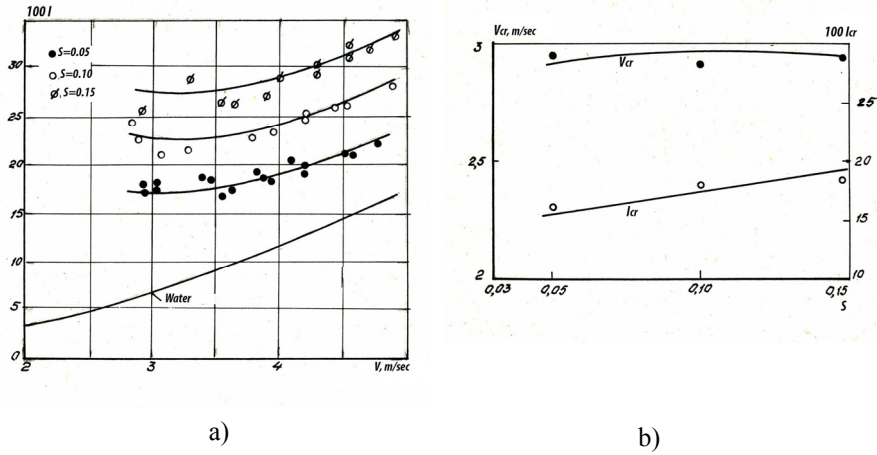 100 I
S=0.05
S=0.10
S=0.15
30
25
20
15
10
5
0
2
3
4
V, m/sec
Water
a)
Vcr, m/sec
100 Icr
3
2,5
2
Vcr
Icr
25
20
15
10
0,03
0,05
0,10
0,15
S
b)